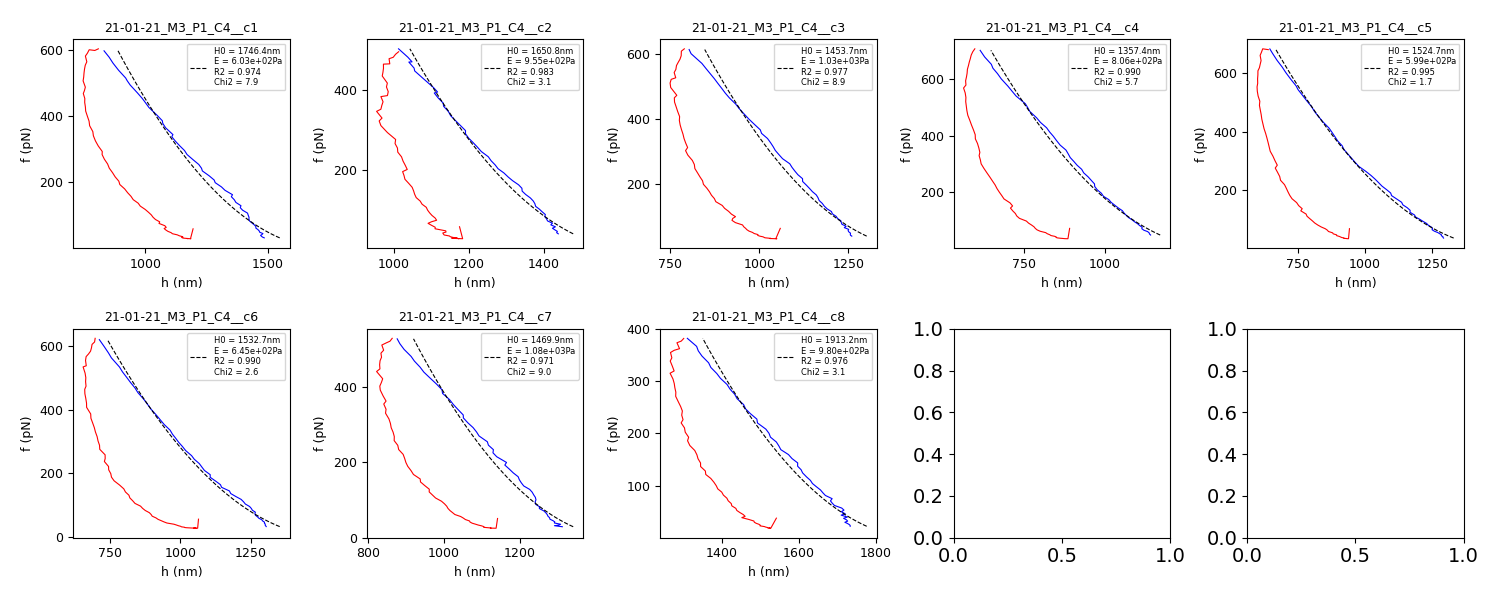 21-01-21_M3_P1_C4__c1
600
400
200
1000
1500
f (pN)
h (nm)
H0 = 1746.4nm
E = 6.03e+02Pa
R2 = 0.974
Chi2 = 7.9
21-01-21_M3_P1_C4__c2
400
200
1000
1200
1400
f (pN)
h (nm)
H0 = 1650.8nm
E = 9.55e+02Pa
R2 = 0.983
Chi2 = 3.1
21-01-21_M3_P1_C4__c3
600
400
200
750
1000
1250
f (pN)
h (nm)
H0 = 1453.7nm
E = 1.03e+03Pa
R2 = 0.977
Chi2 = 8.9
21-01-21_M3_P1_C4__c4
600
400
200
750
1000
f (pN)
h (nm)
H0 = 1357.4nm
E = 8.06e+02Pa
R2 = 0.990
Chi2 = 5.7
21-01-21_M3_P1_C4__c5
600
400
200
750
1000
1250
f (pN)
h (nm)
H0 = 1524.7nm
E = 5.99e+02Pa
R2 = 0.995
Chi2 = 1.7
21-01-21_M3_P1_C4__c6
600
400
200
0
750
1000
1250
f (pN)
h (nm)
H0 = 1532.7nm
E = 6.45e+02Pa
R2 = 0.990
Chi2 = 2.6
21-01-21_M3_P1_C4__c7
400
200
0
800
1000
1200
f (pN)
h (nm)
H0 = 1469.9nm
E = 1.08e+03Pa
R2 = 0.971
Chi2 = 9.0
21-01-21_M3_P1_C4__c8
400
300
200
100
1400
1600
1800
f (pN)
h (nm)
H0 = 1913.2nm
E = 9.80e+02Pa
R2 = 0.976
Chi2 = 3.1
1.0
0.8
0.6
0.4
0.2
0.0
0.0
0.5
1.0
1.0
0.8
0.6
0.4
0.2
0.0
0.0
0.5
1.0